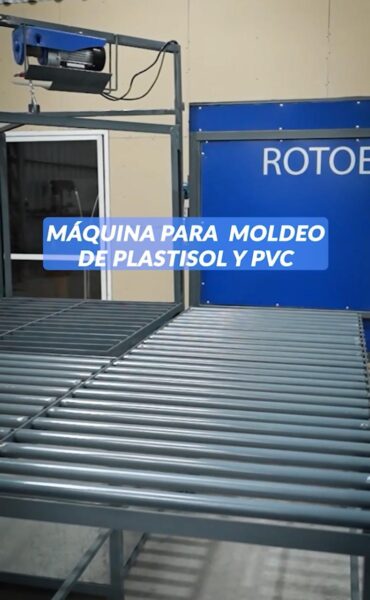 ROTOE
MÁQUINA PARA MOLDEO
DE PLASTISOL Y PVC